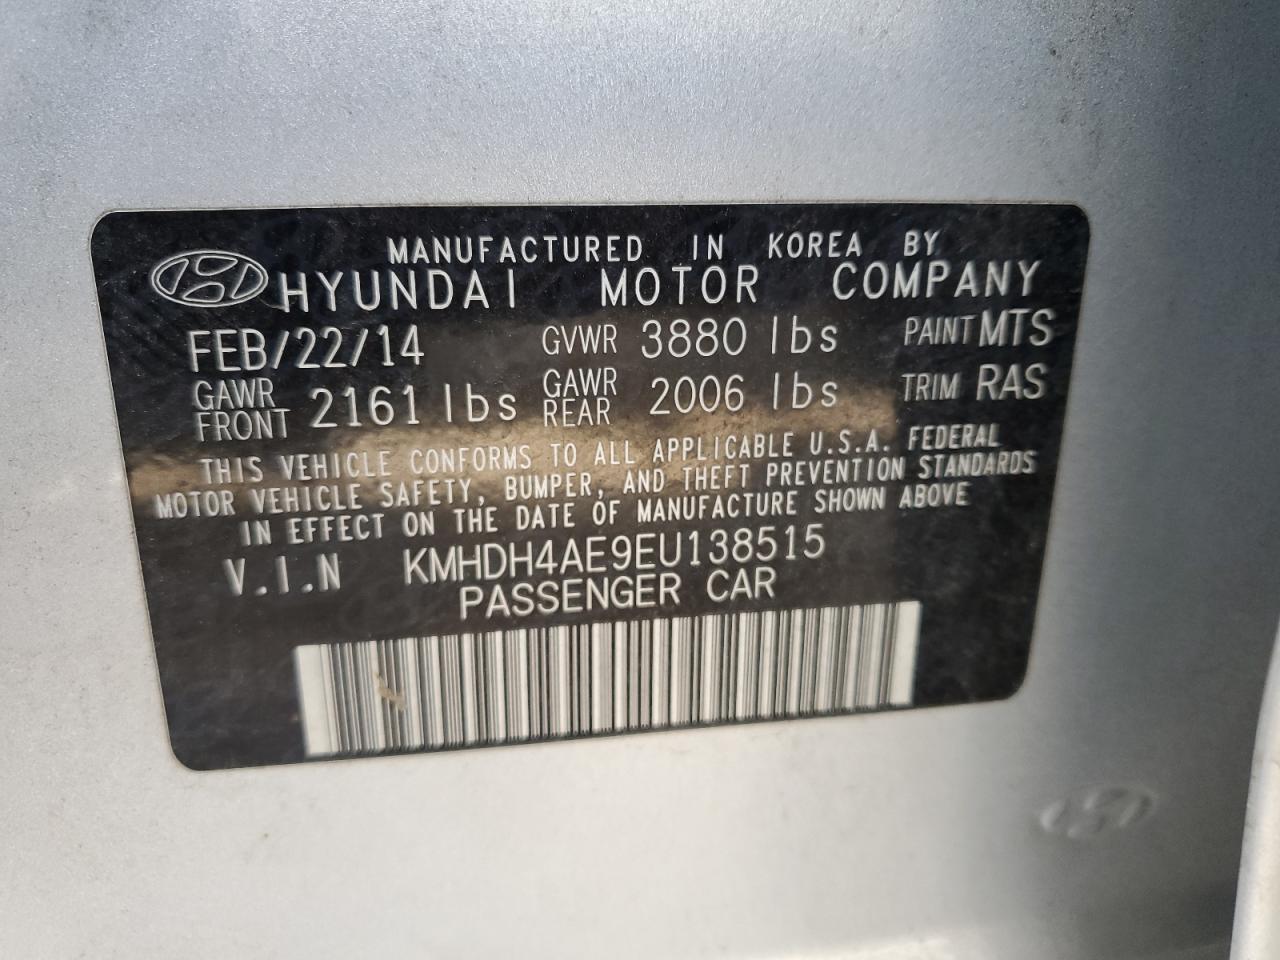 MANUFACTURED IN KOREA BY
HYUNDAI MOTOR COMPANY
FEB/22/14 GVWR 3880 lbs PAINT MTS
GAWR FRONT 2161 lbs GAWR REAR 2006 lbs TRIM RAS
THIS VEHICLE CONFORMS TO ALL APPLICABLE U.S.A. FEDERAL
MOTOR VEHICLE SAFETY, BUMPER, AND THEFT PREVENTION STANDARDS
IN EFFECT ON THE DATE OF MANUFACTURE SHOWN ABOVE
V.I.N KMHDH4AE9EU138515
PASSENGER CAR